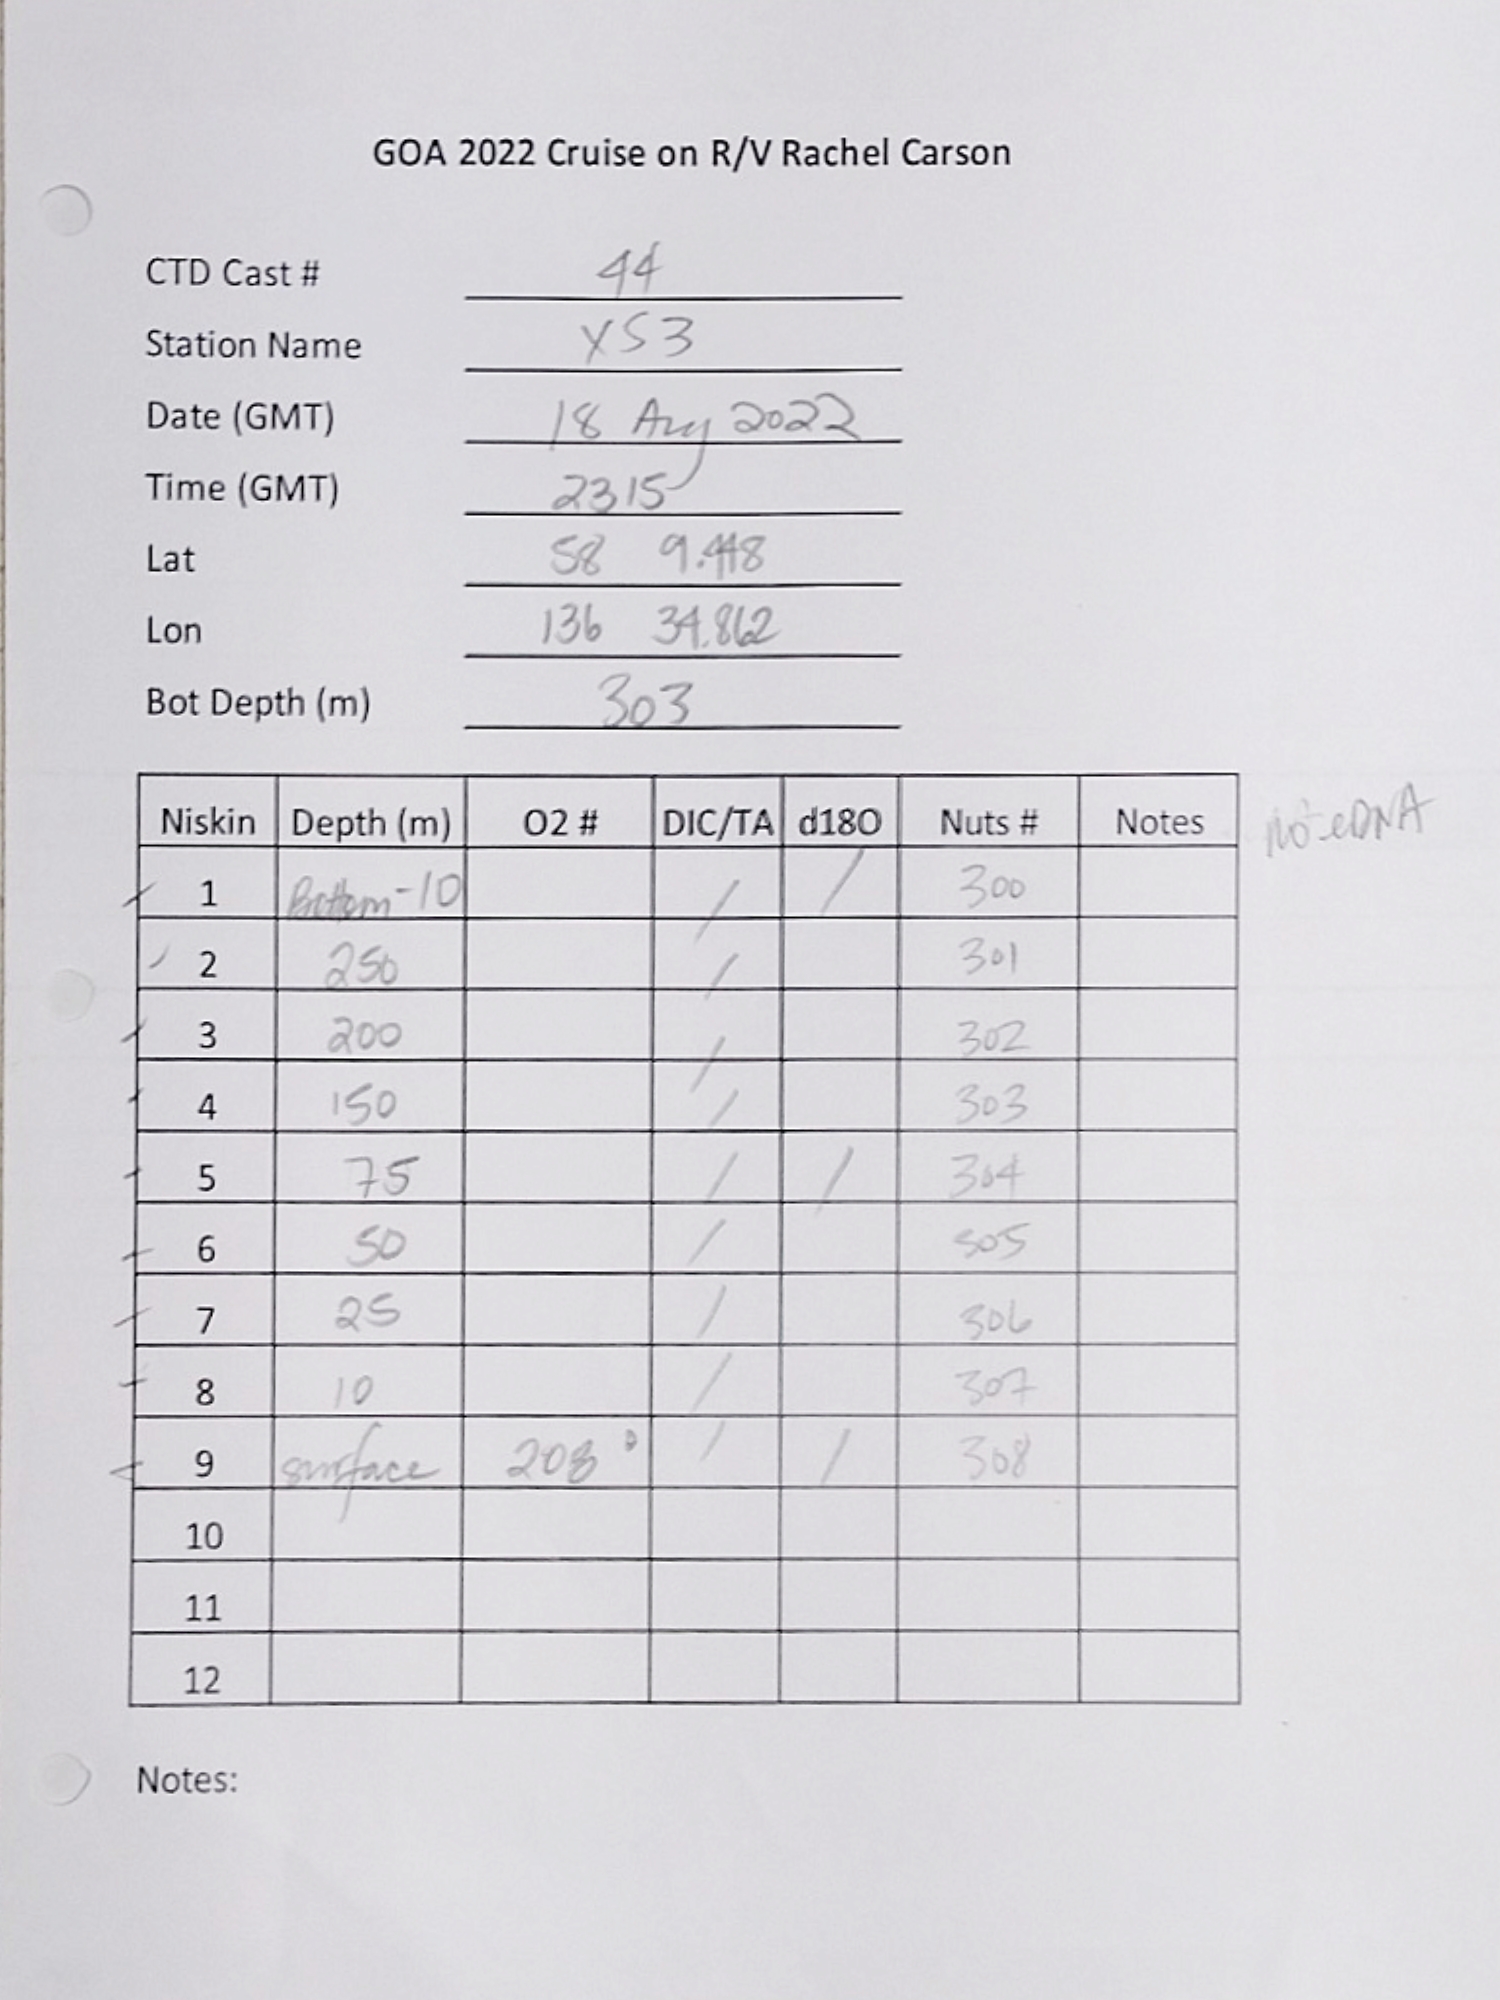 GOA 2022 Cruise on R/V Rachel Carson
CTD Cast # 44
Station Name XS3
Date (GMT) 18 Aug 2022
Time (GMT) 2315
Lat 58 9.448
Lon 136 34.862
Bot Depth (m) 303
Niskin Depth (m) O2 # DIC/TA d18O Nuts # Notes No eDNA
/ 1 Bottom-10 / / 300
/ 2 250 / 301
/ 3 200 / 302
/ 4 150 / 303
/ 5 75 / / 304
/ 6 50 / 305
/ 7 25 / 306
/ 8 10 / 307
/ 9 surface 208 / / 308
10
11
12
Notes: